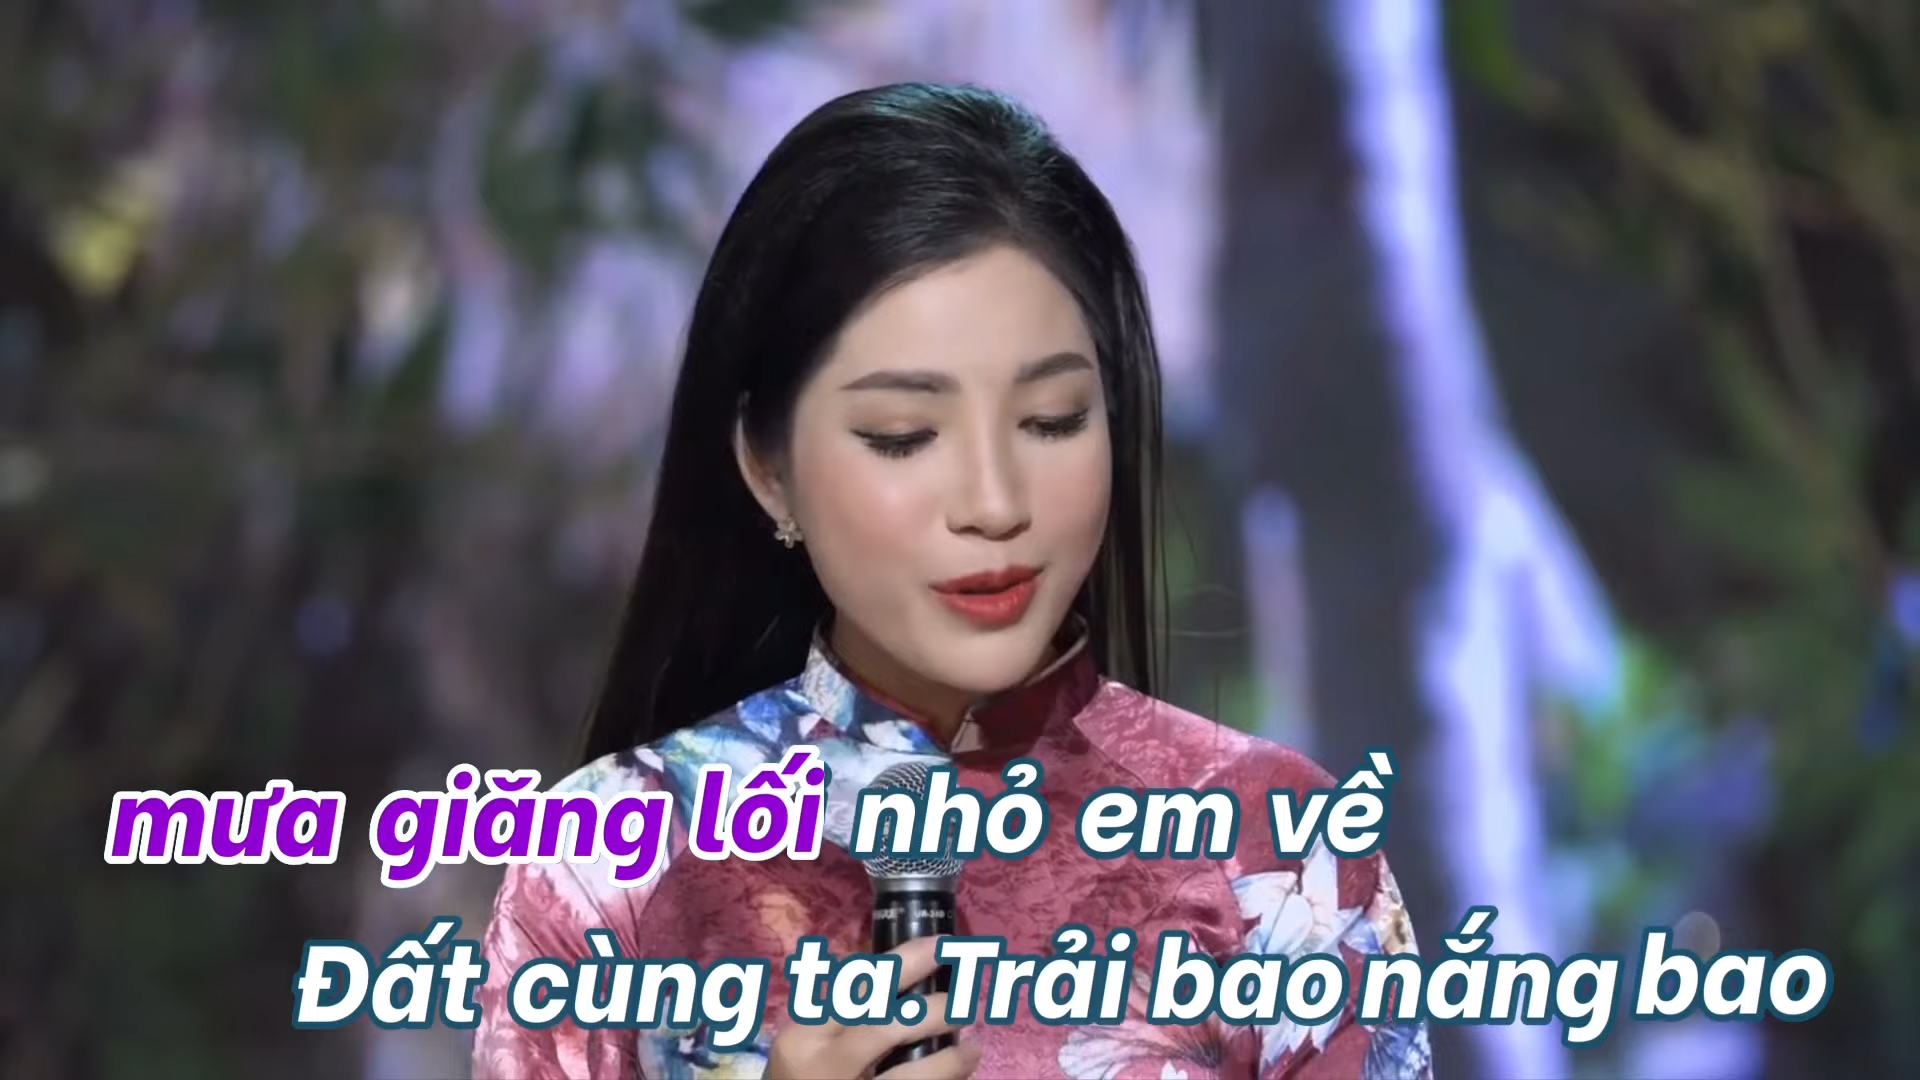 mưa giăng lối nhỏ em về
Đất cùng ta.Trải bao nắng bao